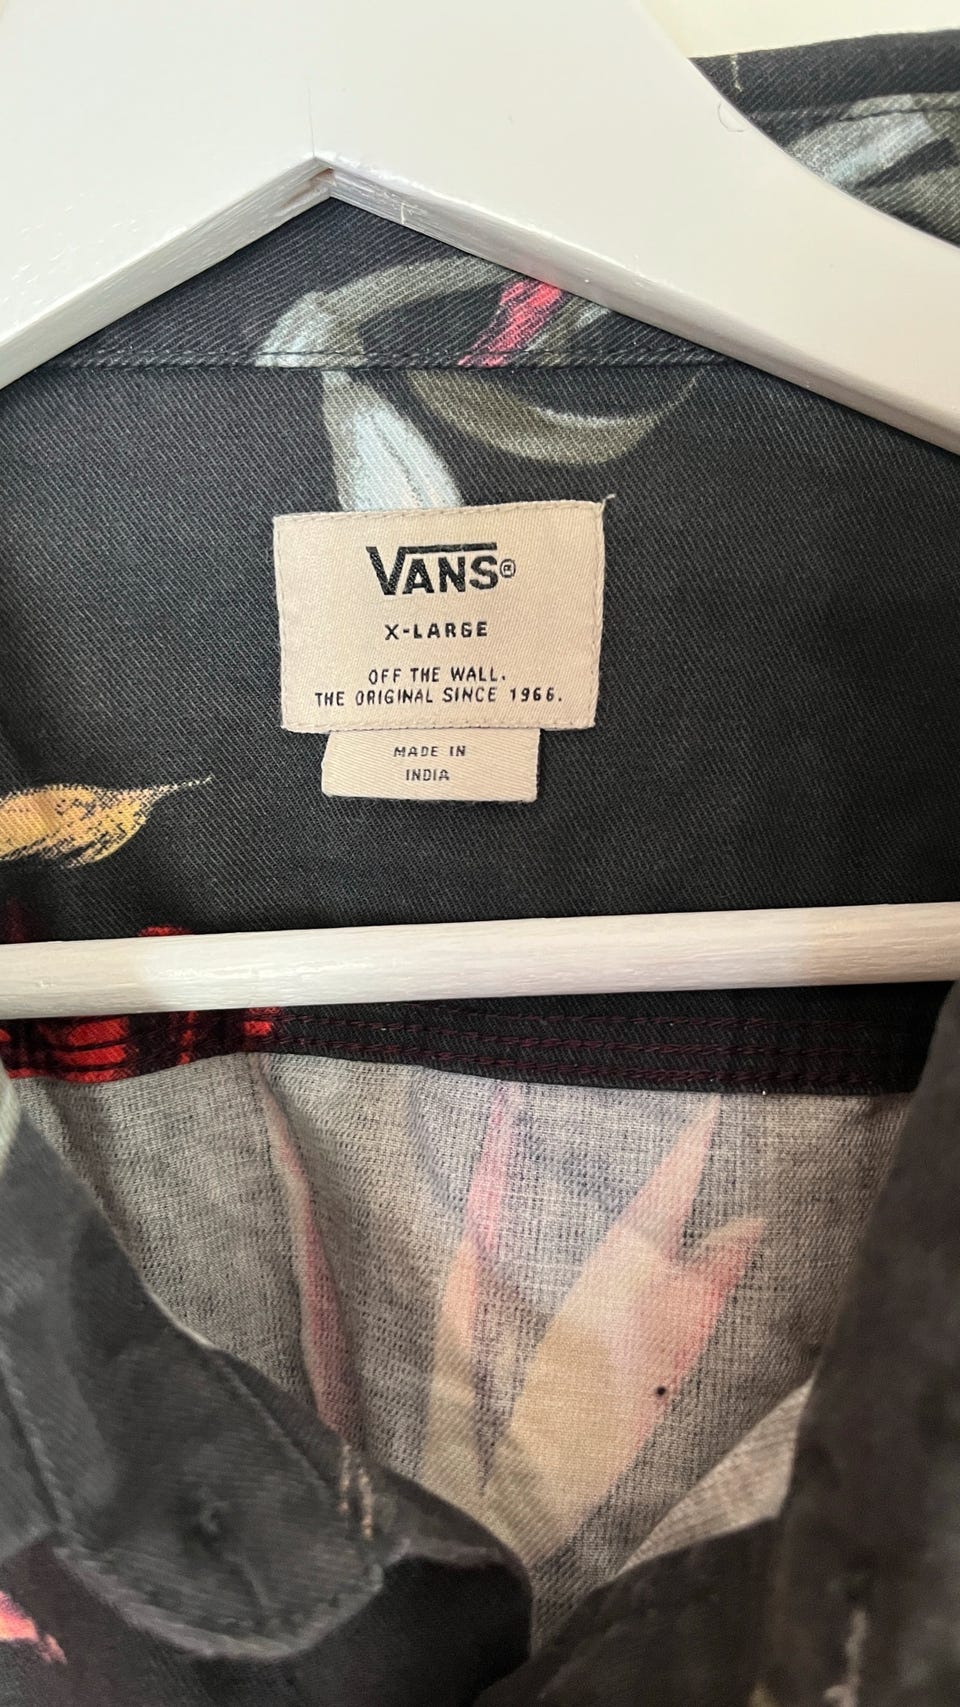 VANS®
X-LARGE
OFF THE WALL.
THE ORIGINAL SINCE 1966.
MADE IN
INDIA